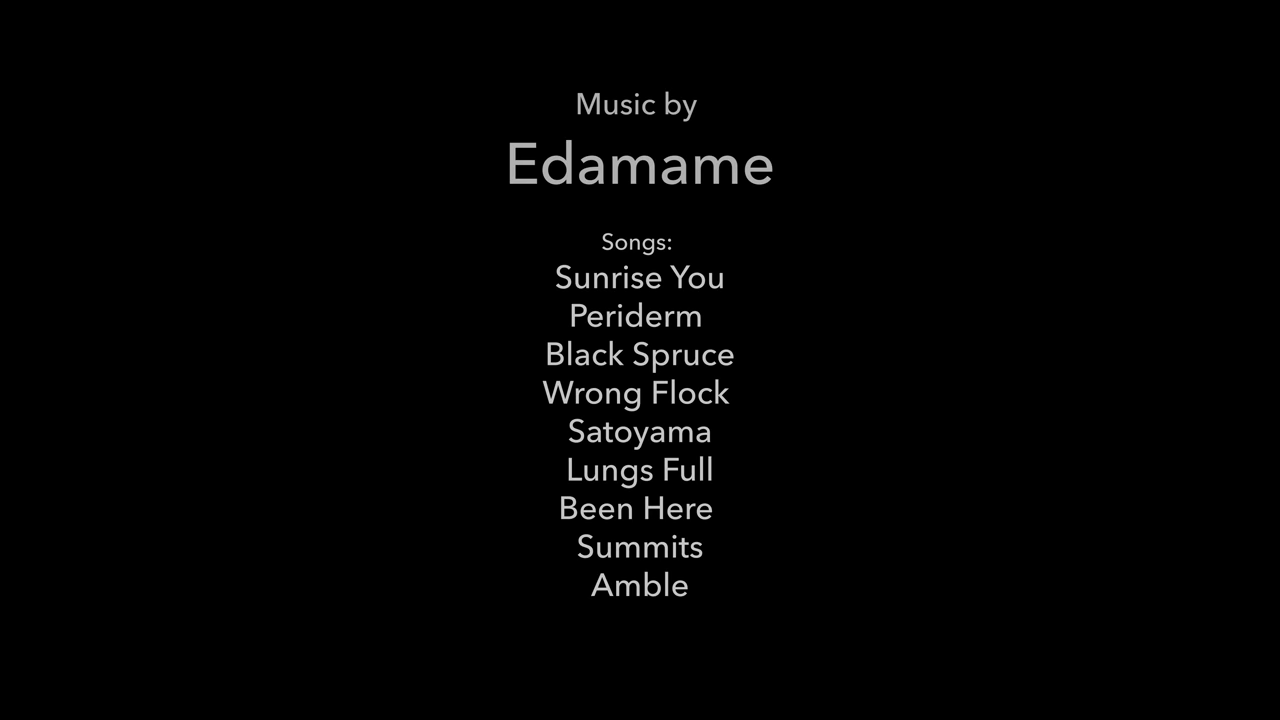 Music by
Edamame
Songs:
Sunrise You
Periderm
Black Spruce
Wrong Flock
Satoyama
Lungs Full
Been Here
Summits
Amble